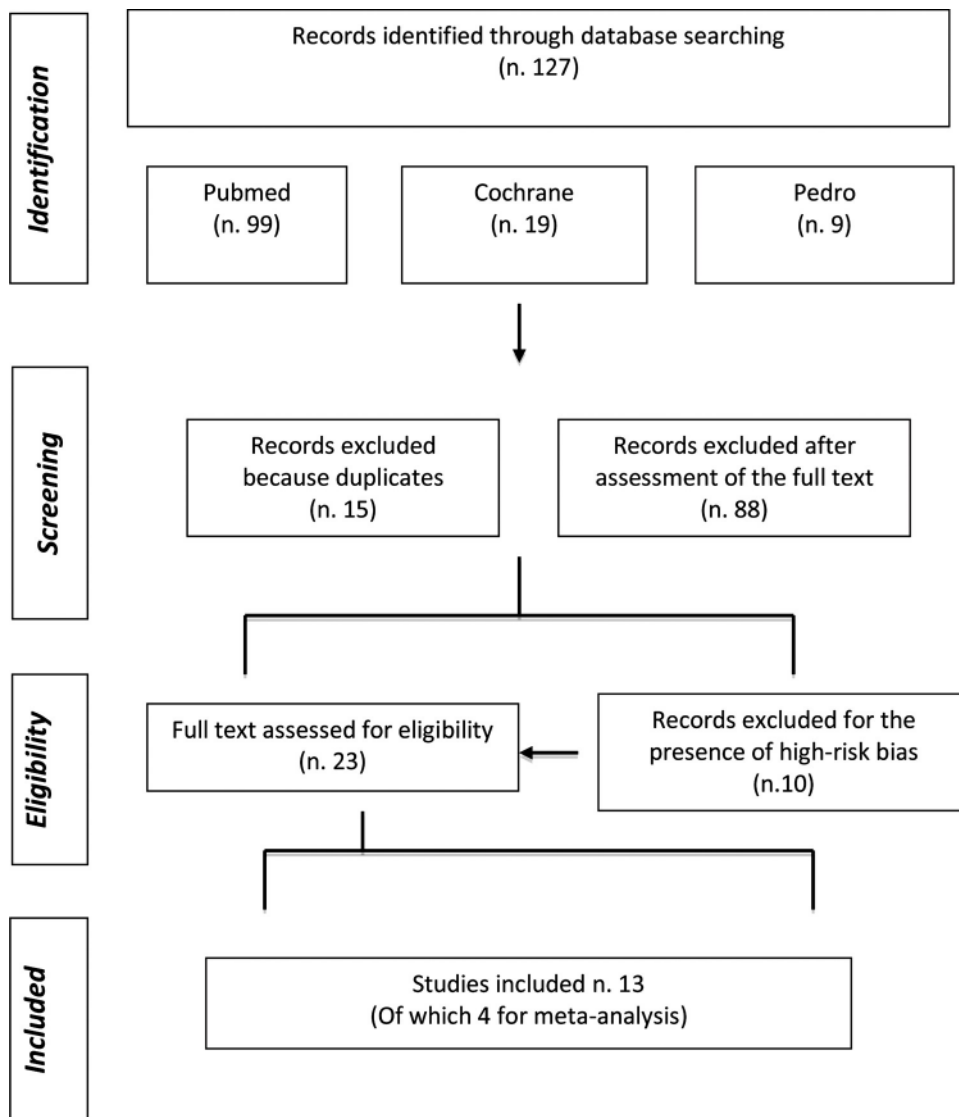 Identification
Records identified through database searching
(n. 127)
Pubmed
(n. 99)
Cochrane
(n. 19)
Pedro
(n. 9)
Screening
Records excluded
because duplicates
(n. 15)
Records excluded after
assessment of the full text
(n. 88)
Eligibility
Full text assessed for eligibility
(n. 23)
Records excluded for the
presence of high-risk bias
(n.10)
Included
Studies included n. 13
(Of which 4 for meta-analysis)